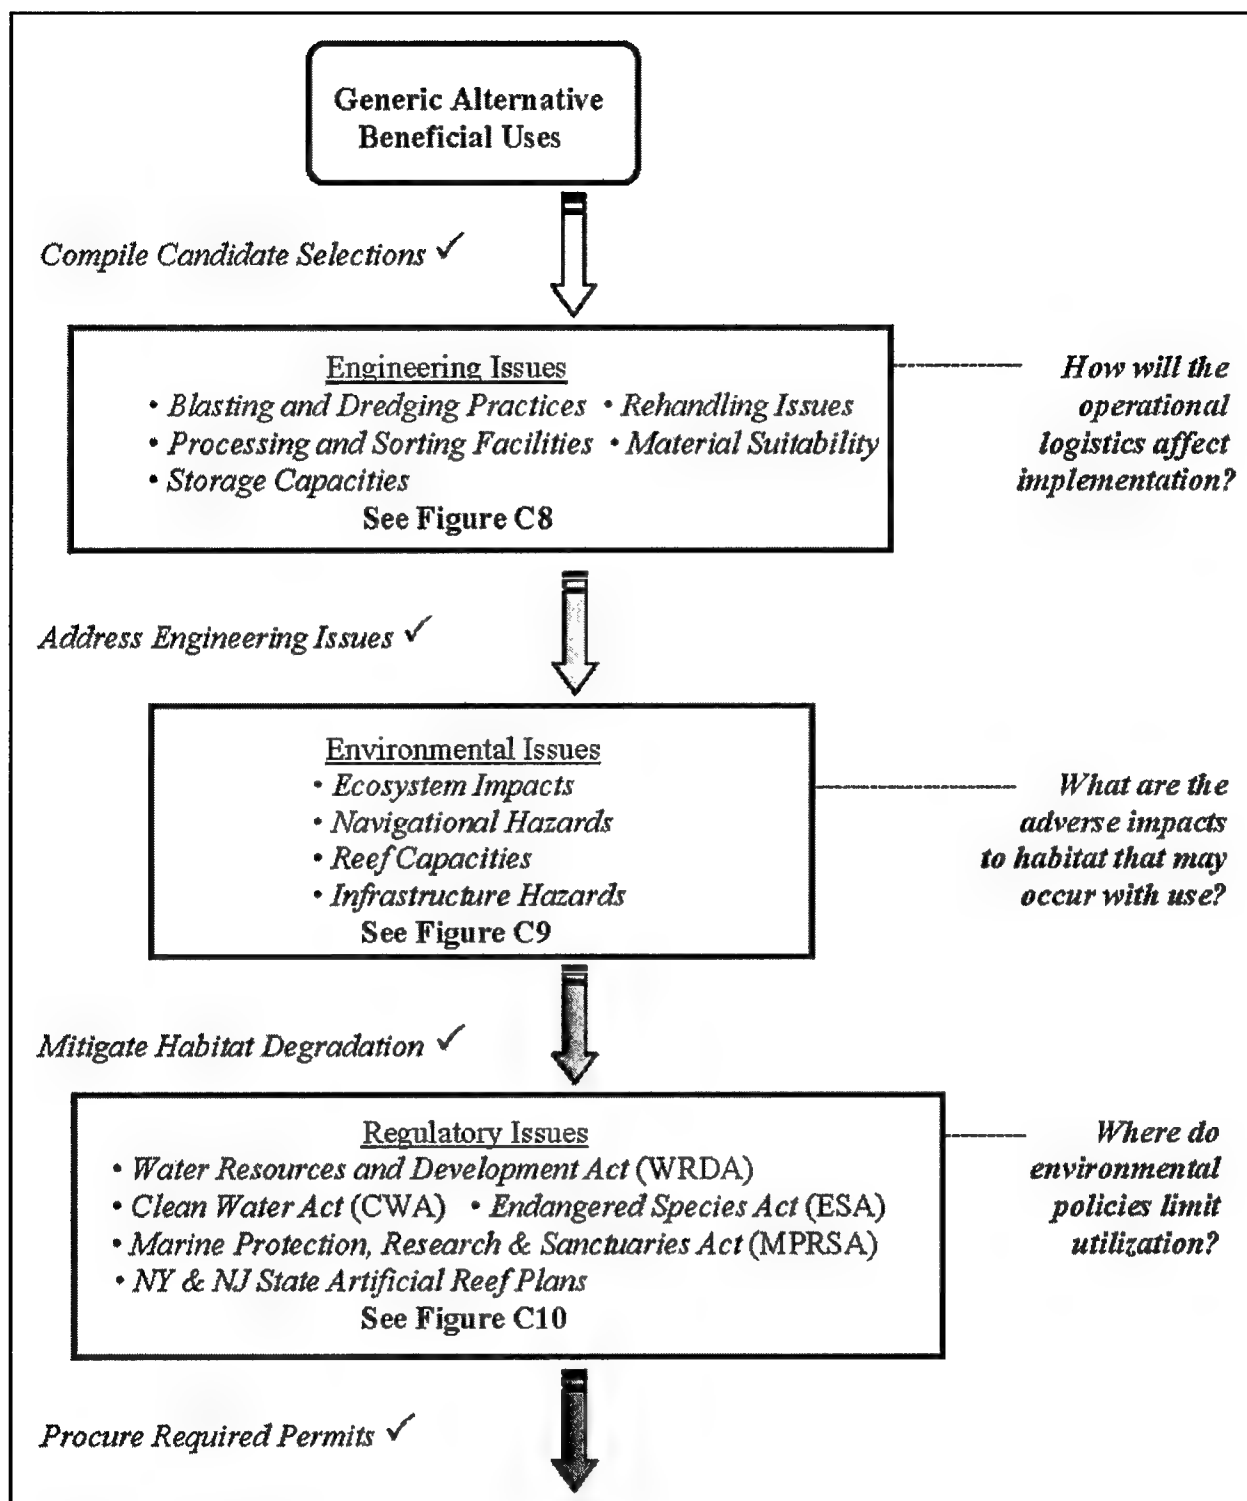 Generic Alternative
Beneficial Uses
Compile Candidate Selections ✓
Engineering Issues
• Blasting and Dredging Practices • Rehandling Issues
• Processing and Sorting Facilities • Material Suitability
• Storage Capacities
See Figure C8
How will the
operational
logistics affect
implementation?
Address Engineering Issues ✓
Environmental Issues
• Ecosystem Impacts
• Navigational Hazards
• Reef Capacities
• Infrastructure Hazards
See Figure C9
What are the
adverse impacts
to habitat that may
occur with use?
Mitigate Habitat Degradation ✓
Regulatory Issues
• Water Resources and Development Act (WRDA)
• Clean Water Act (CWA) • Endangered Species Act (ESA)
• Marine Protection, Research & Sanctuaries Act (MPRSA)
• NY & NJ State Artificial Reef Plans
See Figure C10
Where do
environmental
policies limit
utilization?
Procure Required Permits ✓